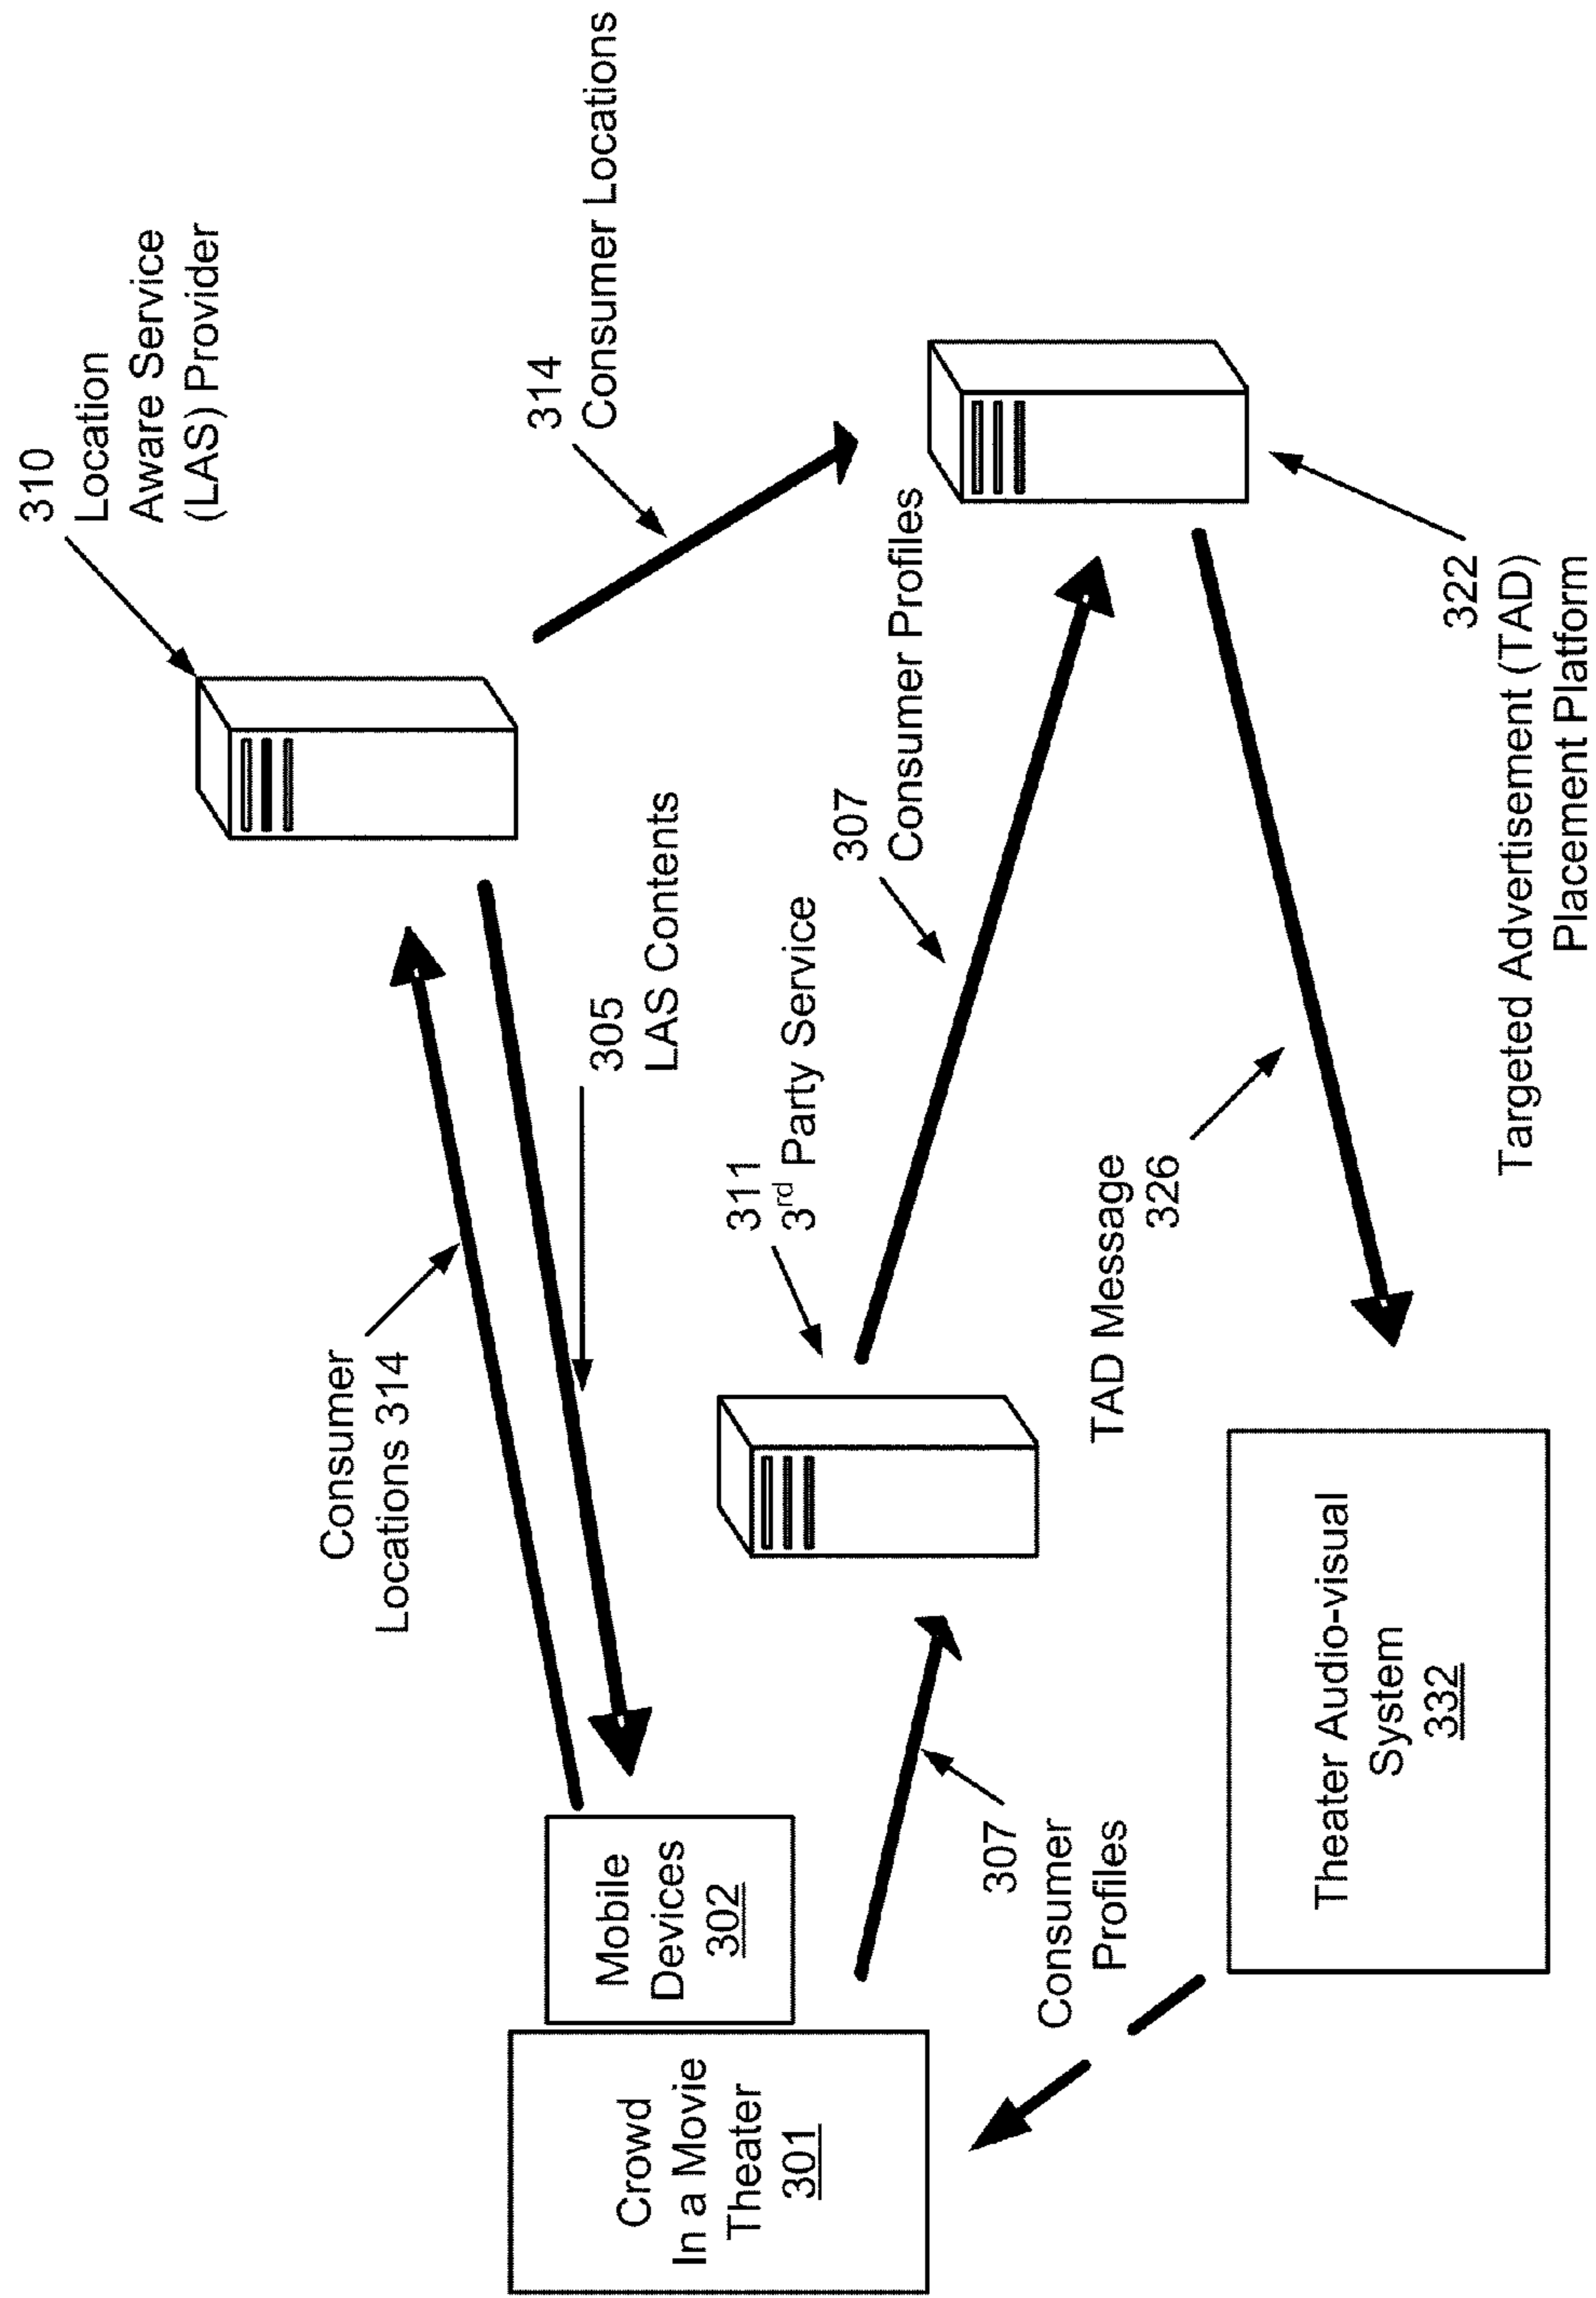 310
Location
Aware Service
(LAS) Provider
314
Consumer Locations
Consumer
Locations 314
305
LAS Contents
311
3rd Party Service
307
Consumer Profiles
Mobile
Devices
302
Crowd
In a Movie
Theater
301
307
Consumer
Profiles
TAD Message
326
322
Targeted Advertisement (TAD)
Placement Platform
Theater Audio-visual
System
332